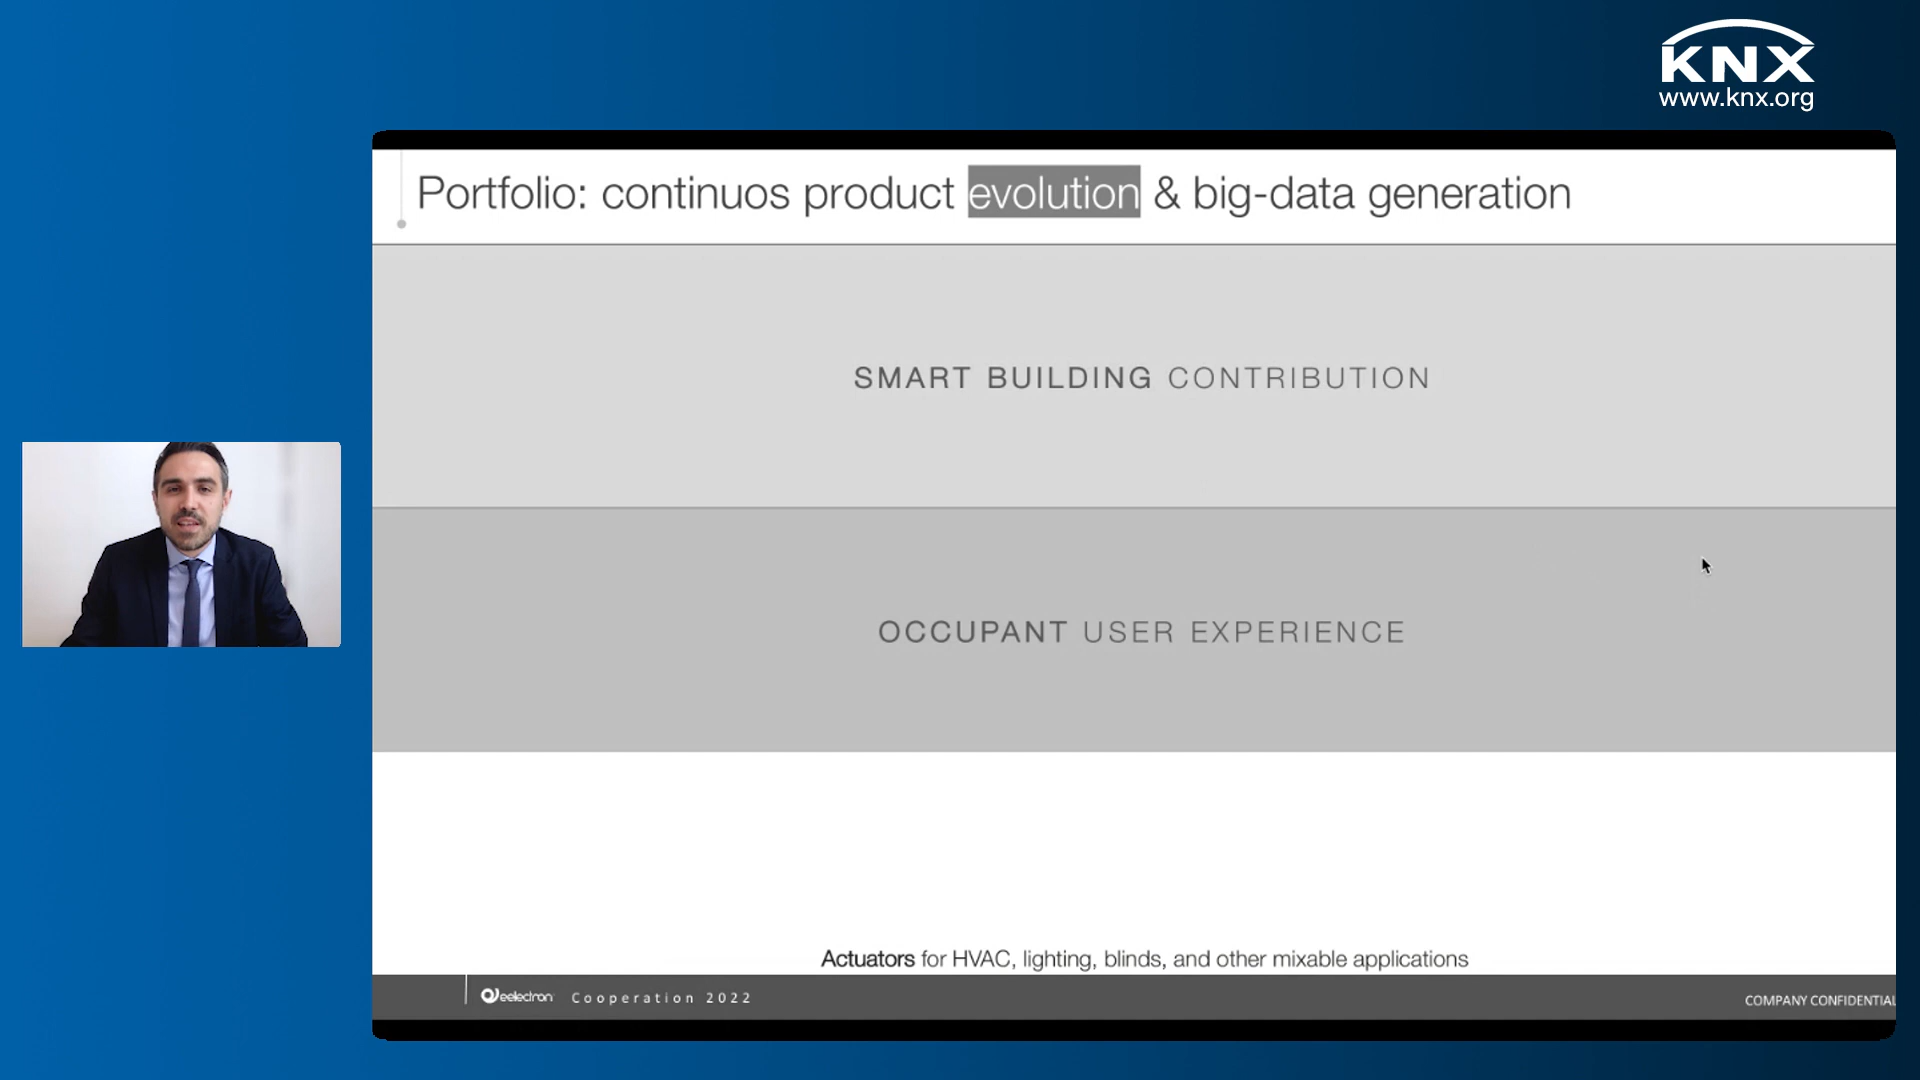 KNX
www.knx.org
Portfolio: continuos product evolution & big-data generation
SMART BUILDING CONTRIBUTION
OCCUPANT USER EXPERIENCE
Actuators for HVAC, lighting, blinds, and other mixable applications
eelectron Cooperation 2022
COMPANY CONFIDENTIAL